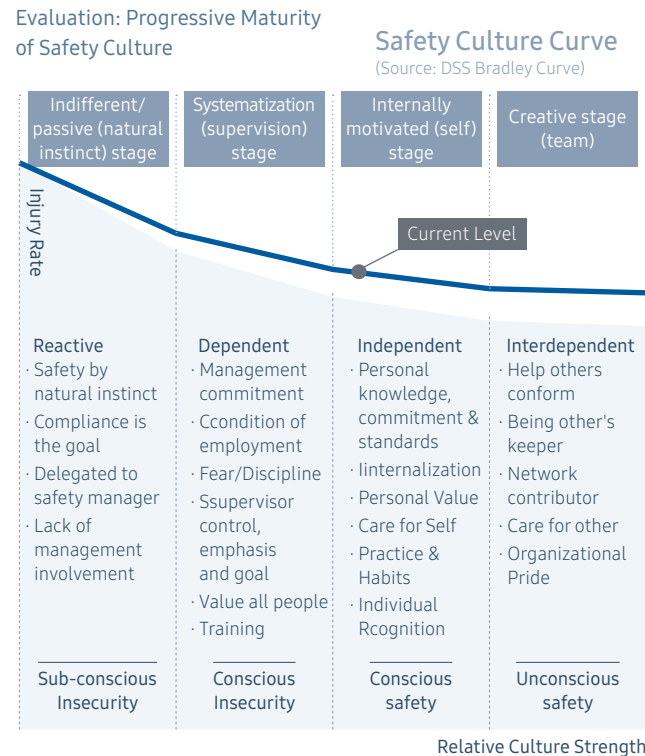 Evaluation: Progressive Maturity
of Safety Culture
Safety Culture Curve
(Source: DSS Bradley Curve)
Indifferent/
passive (natural
instinct) stage
Systematization
(supervision)
stage
Internally
motivated (self)
stage
Creative stage
(team)
Injury Rate
Current Level
Reactive
· Safety by
natural instinct
· Compliance is
the goal
· Delegated to
safety manager
· Lack of
management
involvement
Dependent
· Management
commitment
· Ccondition of
employment
· Fear/Discipline
· Ssupervisor
control,
emphasis
and goal
· Value all people
· Training
Independent
· Personal
knowledge,
commitment &
standards
· Iinternalization
· Personal Value
· Care for Self
· Practice &
Habits
· Individual
Rcognition
Interdependent
· Help others
conform
· Being other's
keeper
· Network
contributor
· Care for other
· Organizational
Pride
Sub-conscious
Insecurity
Conscious
Insecurity
Conscious
safety
Unconscious
safety
Relative Culture Strength